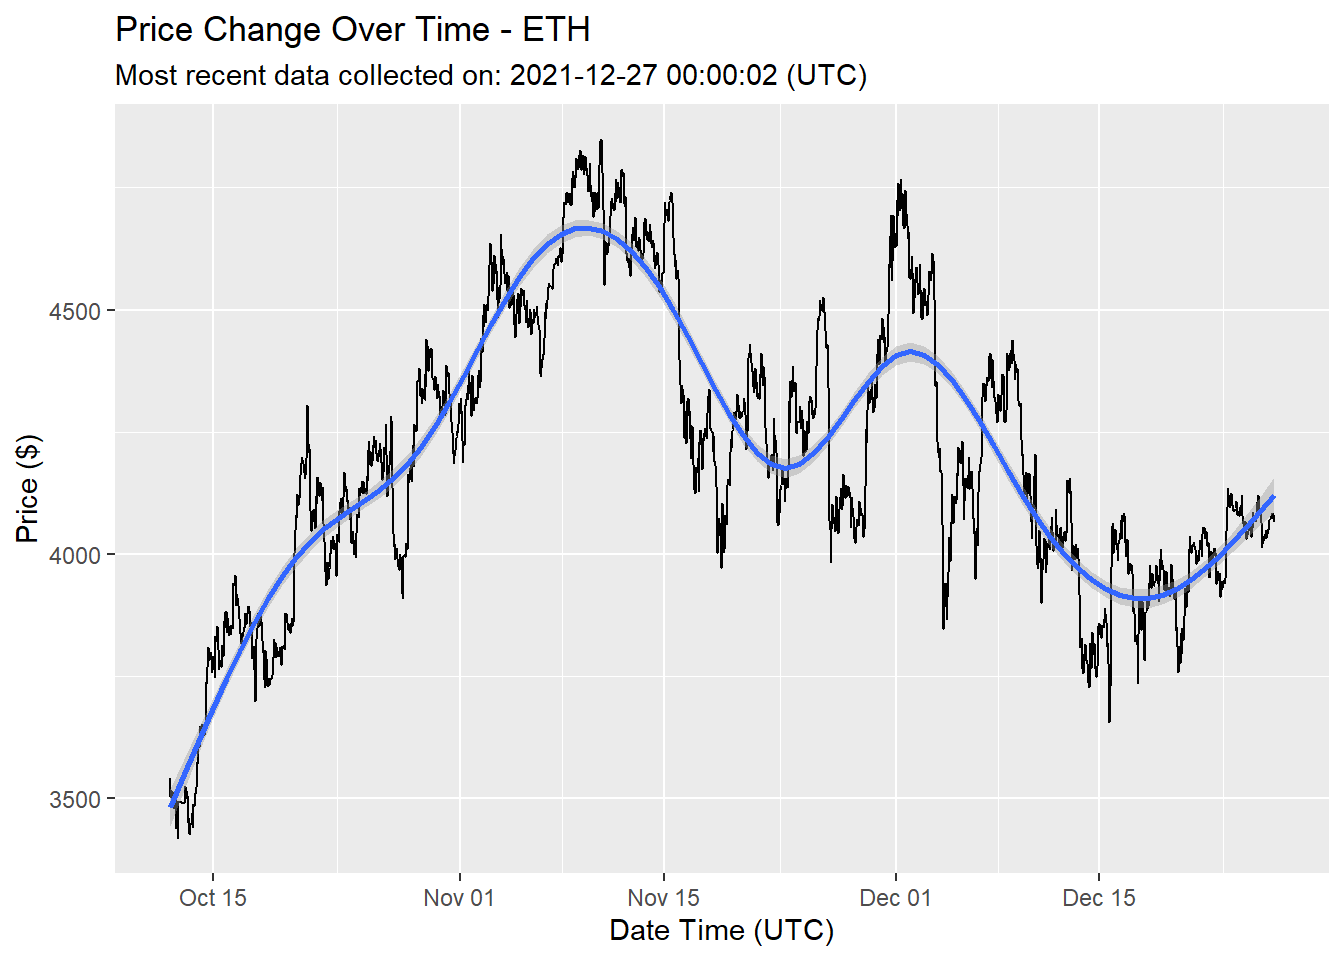 Price Change Over Time - ETH
Most recent data collected on: 2021-12-27 00:00:02 (UTC)
Price ($)
4500
4000
3500
Oct 15
Nov 01
Nov 15
Dec 01
Dec 15
Date Time (UTC)